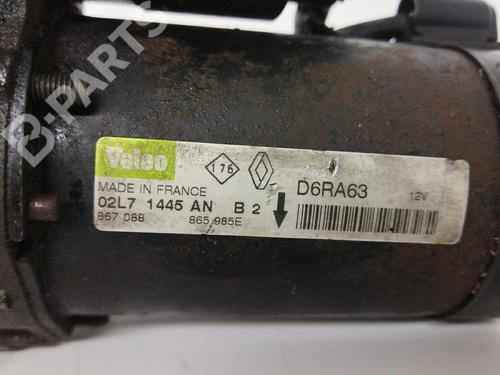 B-PARTS
Valeo
176
D6RA63
MADE IN FRANCE
12V
02L7 1445 AN B 2
867 088 865 985E